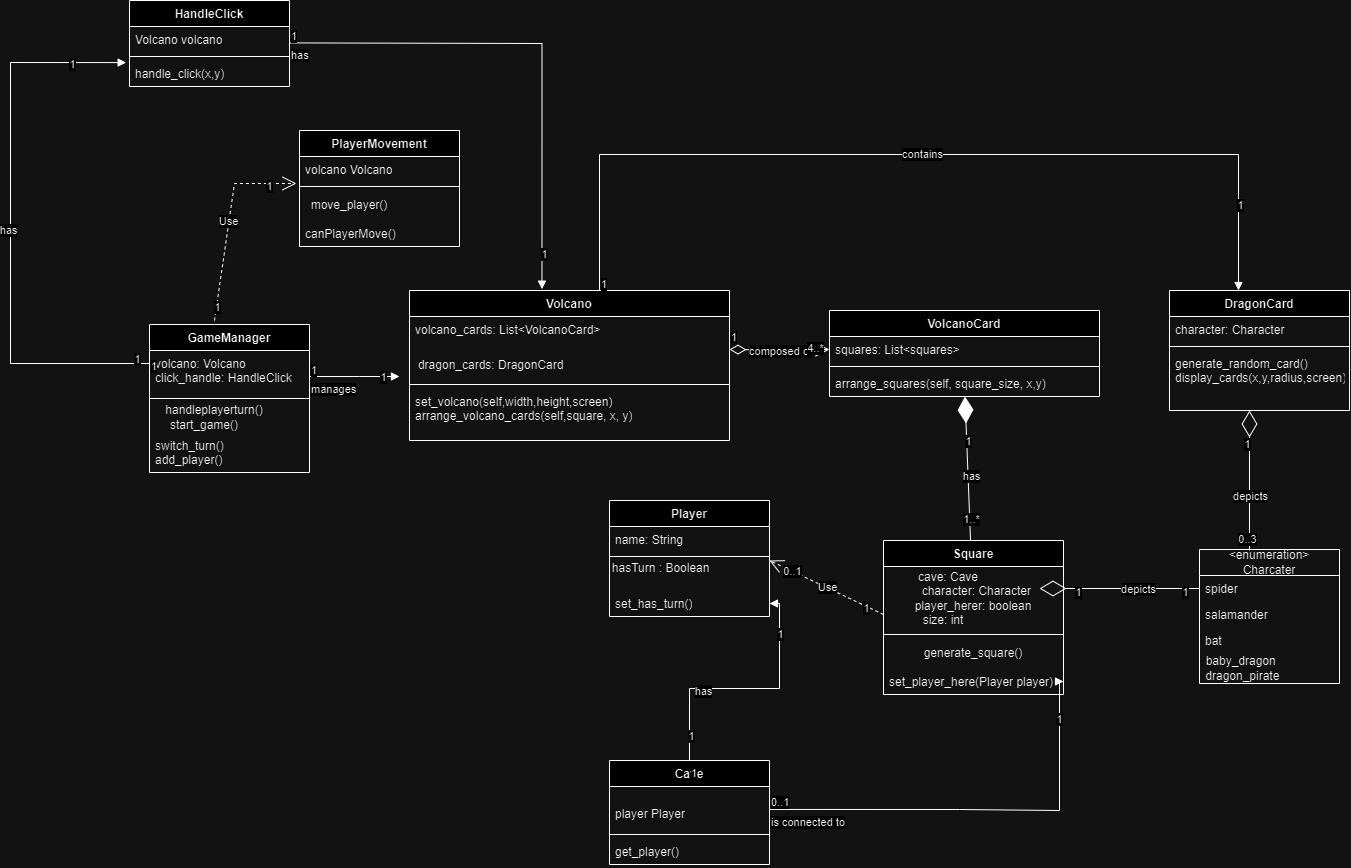 HandleClick
Volcano volcano
handle_click(x,y)
1
has
1
has
PlayerMovement
volcano Volcano
move_player()
canPlayerMove()
1
Use
1
contains
1
1
1
GameManager
volcano: Volcano
click_handle: HandleClick
handleplayerturn()
start_game()
switch_turn()
add_player()
1
1
1
manages
1
Volcano
volcano_cards: List<VolcanoCard>
dragon_cards: DragonCard
set_volcano(self,width,height,screen)
arrange_volcano_cards(self,square, x, y)
1
composed
4..*
VolcanoCard
squares: List<squares>
arrange_squares(self, square_size, x,y)
DragonCard
character: Character
generate_random_card()
display_cards(x,y,radius,screen)
1
has
1..*
1
depicts
0..3
Player
name: String
hasTurn : Boolean
set_has_turn()
0..1
Use
1
Square
cave: Cave
character: Character
player_herer: boolean
size: int
generate_square()
set_player_here(Player player)
1
depicts
1
<enumeration>
Charcater
spider
salamander
bat
baby_dragon
dragon_pirate
1
has
1
1
player Player
get_player()
0..1
is connected to
1